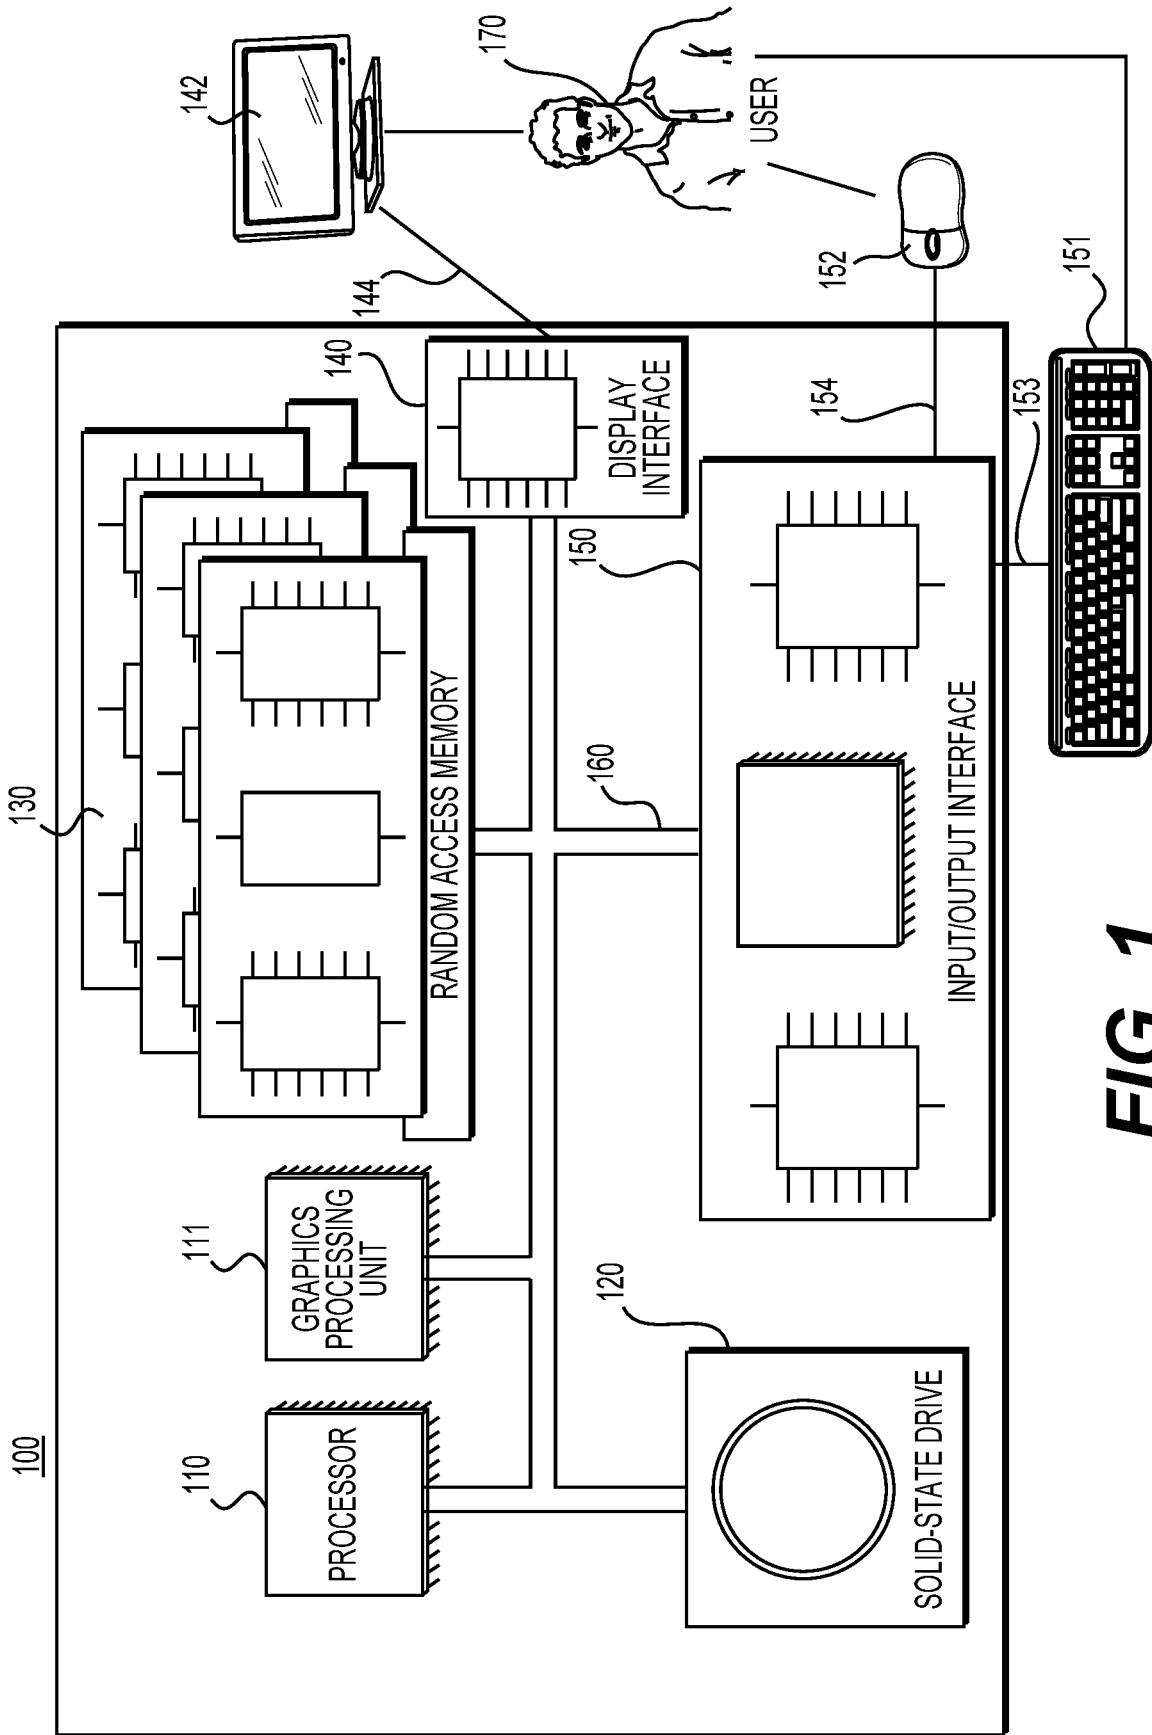 100
110
PROCESSOR
111
GRAPHICS
PROCESSING
UNIT
130
RANDOM ACCESS MEMORY
140
DISPLAY
INTERFACE
144
142
170
USER
120
SOLID-STATE DRIVE
160
150
INPUT/OUTPUT INTERFACE
154
152
153
151
FIG. 1